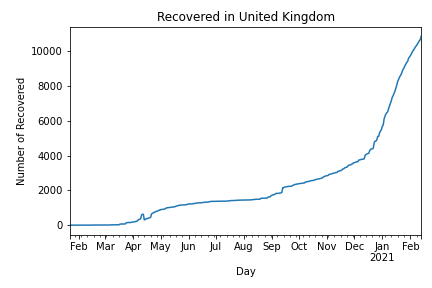 Recovered in United Kingdom
Number of Recovered
10000
8000
6000
4000
2000
0
Feb Mar Apr May Jun Jul Aug Sep Oct Nov Dec Jan Feb
2021
Day